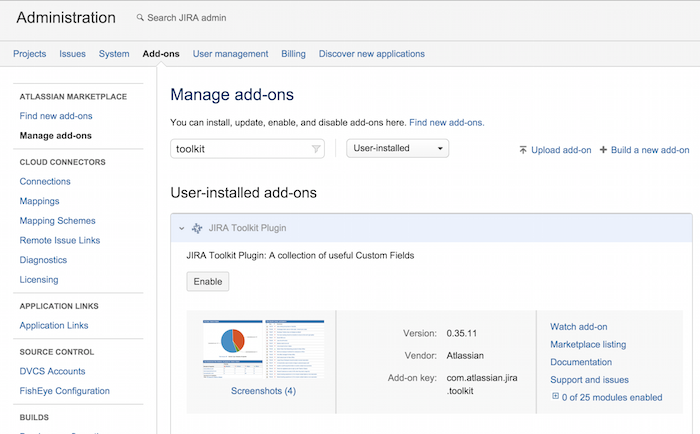 Administration
Search JIRA admin
Projects Issues System Add-ons User management Billing Discover new applications
ATLASSIAN MARKETPLACE
Find new add-ons
Manage add-ons
CLOUD CONNECTORS
Connections
Mappings
Mapping Schemes
Remote Issue Links
Diagnostics
Licensing
APPLICATION LINKS
Application Links
SOURCE CONTROL
DVCS Accounts
FishEye Configuration
BUILDS
Manage add-ons
You can install, update, enable, and disable add-ons here. Find new add-ons.
toolkit
User-installed
Upload add-on
Build a new add-on
User-installed add-ons
JIRA Toolkit Plugin
JIRA Toolkit Plugin: A collection of useful Custom Fields
Enable
Screenshots (4)
Version: 0.35.11
Vendor: Atlassian
Add-on key: com.atlassian.jira
.toolkit
Watch add-on
Marketplace listing
Documentation
Support and issues
0 of 25 modules enabled